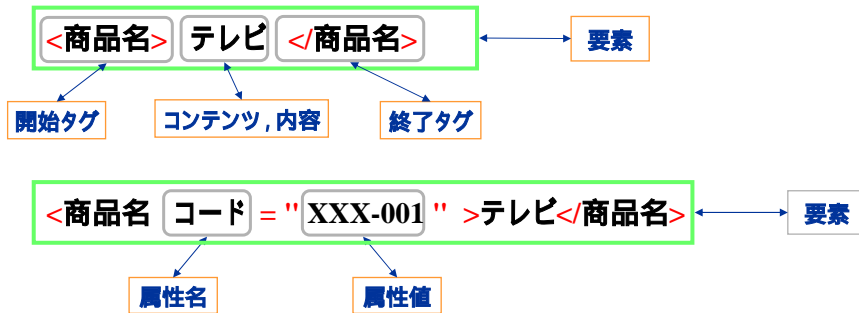 <商品名> テレビ </商品名> 要素
開始タグ コンテンツ,内容 終了タグ
<商品名 コード = "XXX-001" >テレビ</商品名> 要素
属性名 属性値